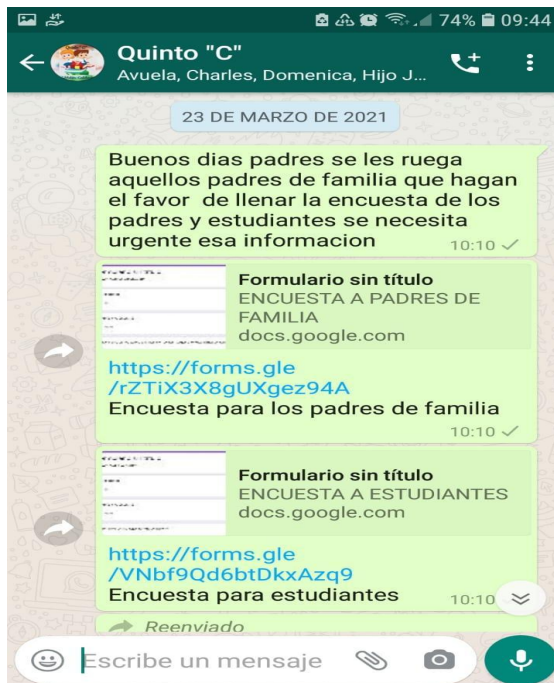 74% 09:44
Quinto "C"
Avuela, Charles, Domenica, Hijo J...
23 DE MARZO DE 2021
Buenos dias padres se les ruega
aquellos padres de familia que hagan
el favor de llenar la encuesta de los
padres y estudiantes se necesita
urgente esa informacion
10:10
Formulario sin título
ENCUESTA A PADRES DE
FAMILIA
docs.google.com
https://forms.gle
/rZTiX3X8gUXgez94A
Encuesta para los padres de familia
10:10
Formulario sin título
ENCUESTA A ESTUDIANTES
docs.google.com
https://forms.gle
/VNbf9Qd6btDkxAzq9
Encuesta para estudiantes
10:10
Reenviado
Escribe un mensaje